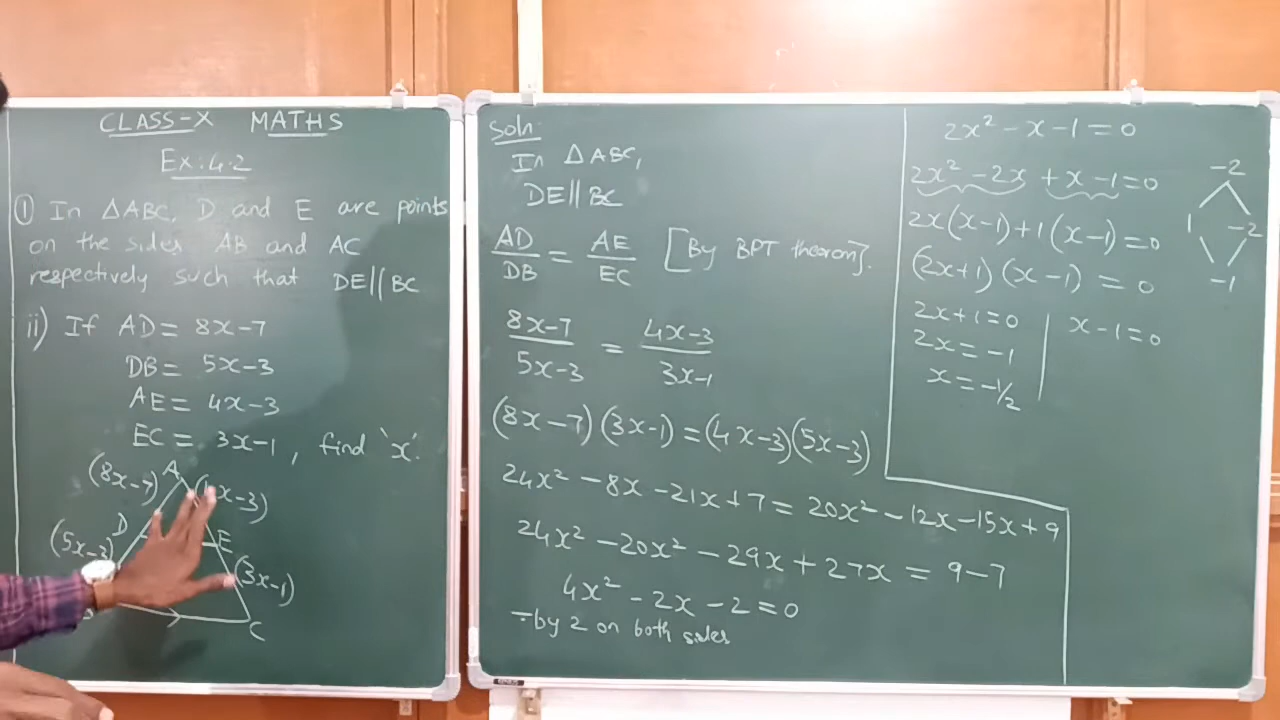 CLASS-X MATHS
Ex:4.2
① In △ABC, D and E are points
on the sides AB and AC
respectively such that DE||BC
ii) If AD= 8x-7
DB= 5x-3
AE= 4x-3
EC= 3x-1, find 'x'.
A
(8x-7) (4x-3)
D E
(5x-3) (3x-1)
C
Soln:
In △ABC,
DE||BC
AD/DB = AE/EC [By BPT theorem].
8x-7/5x-3 = 4x-3/3x-1
(8x-7)(3x-1)=(4x-3)(5x-3)
24x² -8x -21x+7 = 20x² -12x-15x+9
24x² -20x² -29x +27x = 9-7
4x² -2x -2=0
÷by 2 on both sides
GENIUS
2x² -x-1=0
2x² -2x +x-1=0
2x(x-1)+1(x-1)=0
(2x+1)(x-1)=0
2x+1=0 | x-1=0
2x=-1
x=-1/2
-2
1 -2
-1